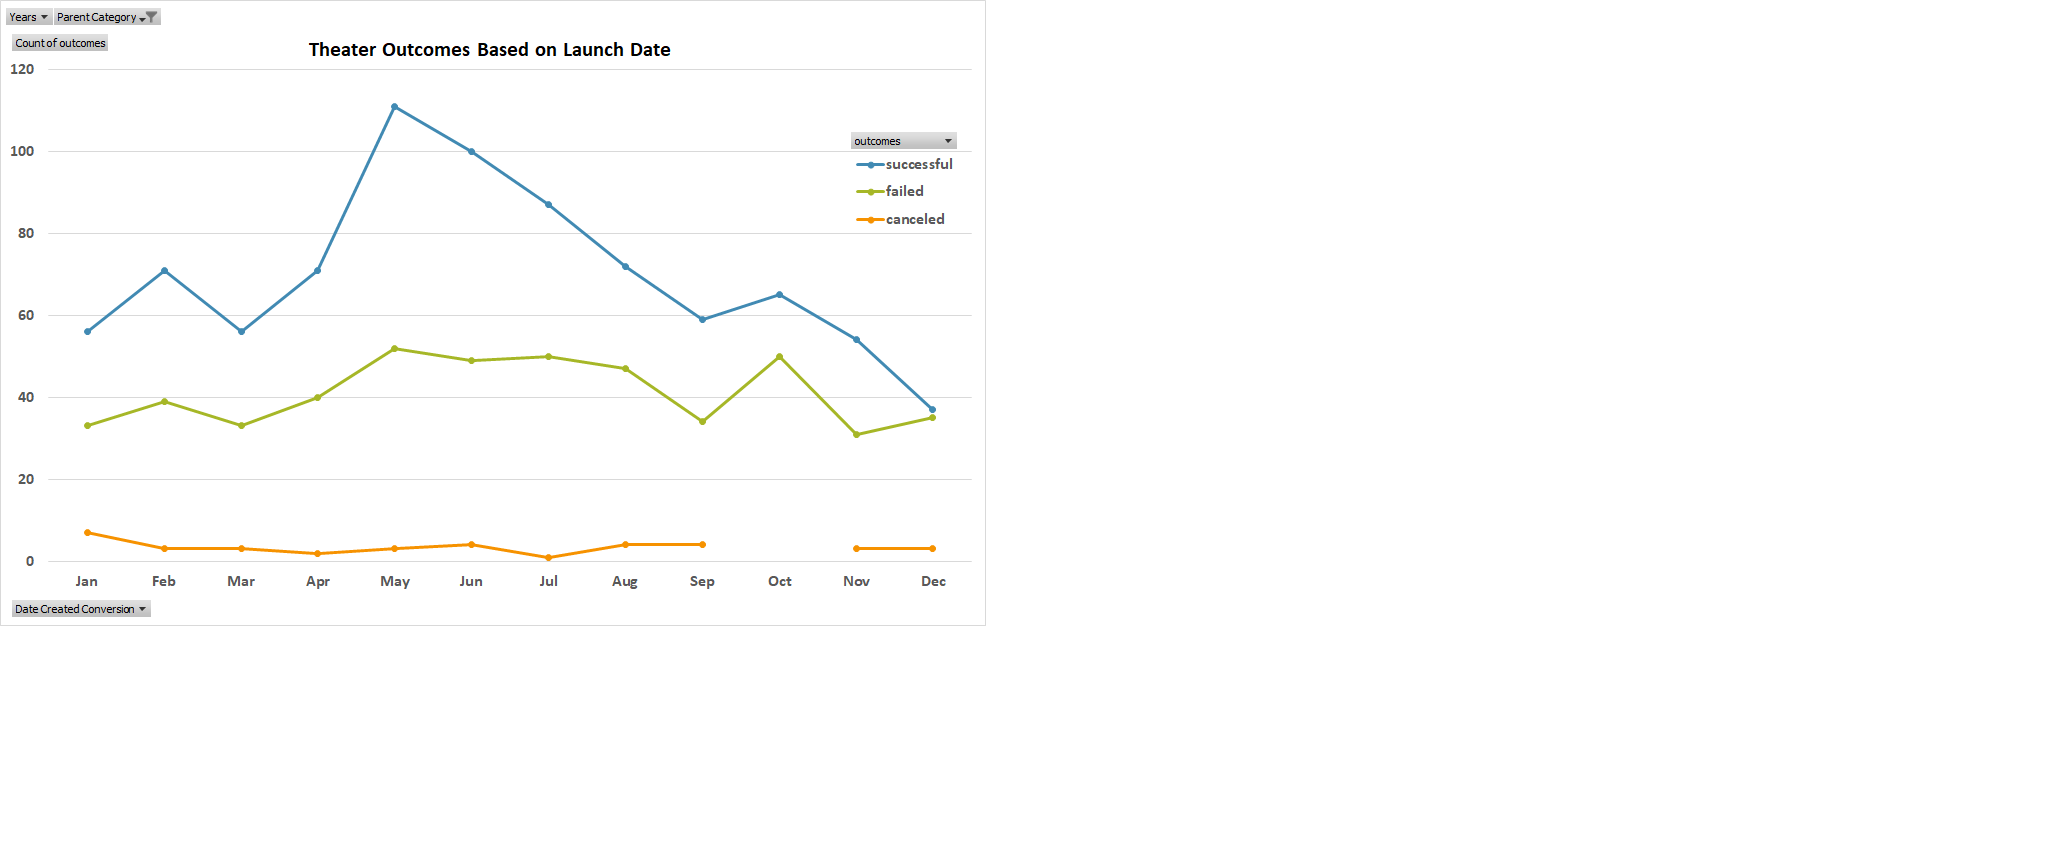 Years Parent Category
Count of outcomes
Theater Outcomes Based on Launch Date
120
100
80
60
40
20
0
outcomes
successful
failed
canceled
Jan Feb Mar Apr May Jun Jul Aug Sep Oct Nov Dec
Date Created Conversion